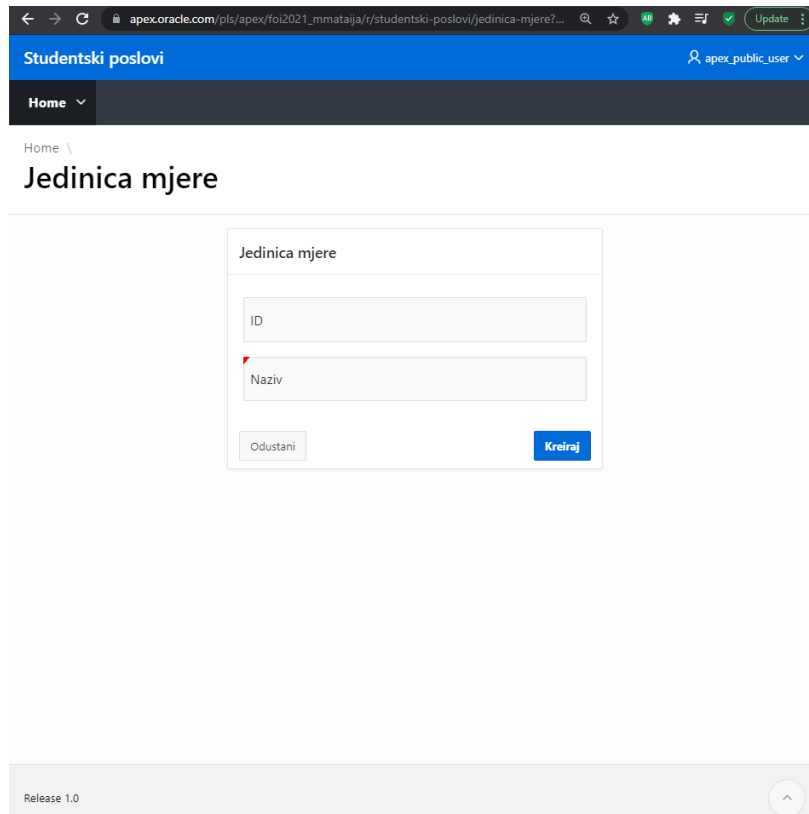 apex.oracle.com/pls/apex/foi2021_mmataija/r/studentski-poslovi/jedinica-mjere?...
AB
Update
Studentski poslovi
apex_public_user
Home
Home \
Jedinica mjere
Jedinica mjere
ID
Naziv
Odustani
Kreiraj
Release 1.0